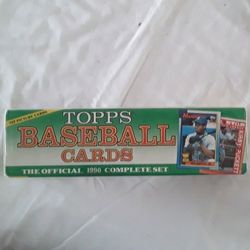 TOPPS
BASEBALL
CARDS
THE OFFICIAL 1990 COMPLETE SET